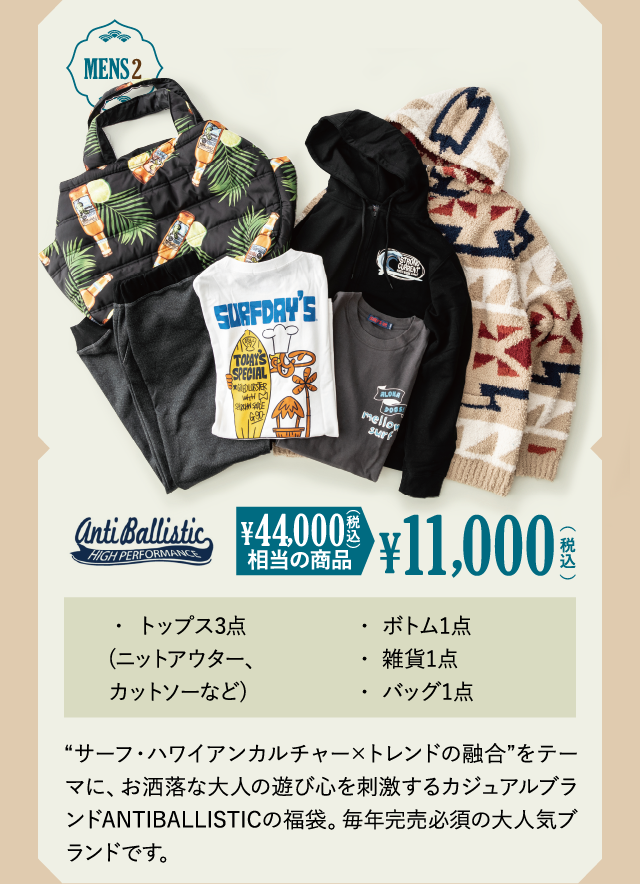 MENS2
STRONG
CURRENT
SURFDAY'S
TODAY'S
SPECIAL
ALOHA
DOGS
mellow
surf
Anti Ballistic
HIGH PERFORMANCE
¥44,000(税込)
相当の商品
¥11,000(税込)
・ トップス3点
(ニットアウター、
カットソーなど)
・ ボトム1点
・ 雑貨1点
・ バッグ1点
“サーフ・ハワイアンカルチャー×トレンドの融合”をテー
マに、お洒落な大人の遊び心を刺激するカジュアルブラ
ンドANTIBALLISTICの福袋。毎年完売必須の大人気ブ
ランドです。